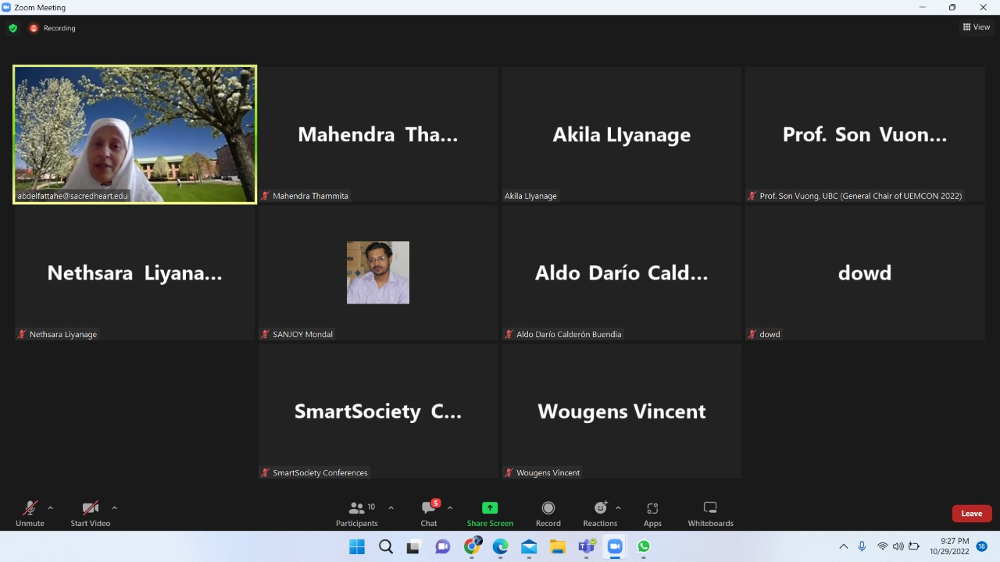 Zoom Meeting
Recording
View
abdelfattahe@sacredheart.edu
Mahendra Tha...
Mahendra Thammita
Akila LIyanage
Akila LIyanage
Prof. Son Vuon...
Prof. Son Vuong, UBC (General Chair of UEMCON 2022)
Nethsara Liyana...
Nethsara Liyanage
SANJOY Mondal
Aldo Darío Cald...
Aldo Darío Calderón Buendia
dowd
dowd
SmartSociety C...
SmartSociety Conferences
Wougens Vincent
Wougens Vincent
Unmute
Start Video
10
Participants
5
Chat
Share Screen
Record
Reactions
Apps
Whiteboards
Leave
9:27 PM
10/29/2022
18